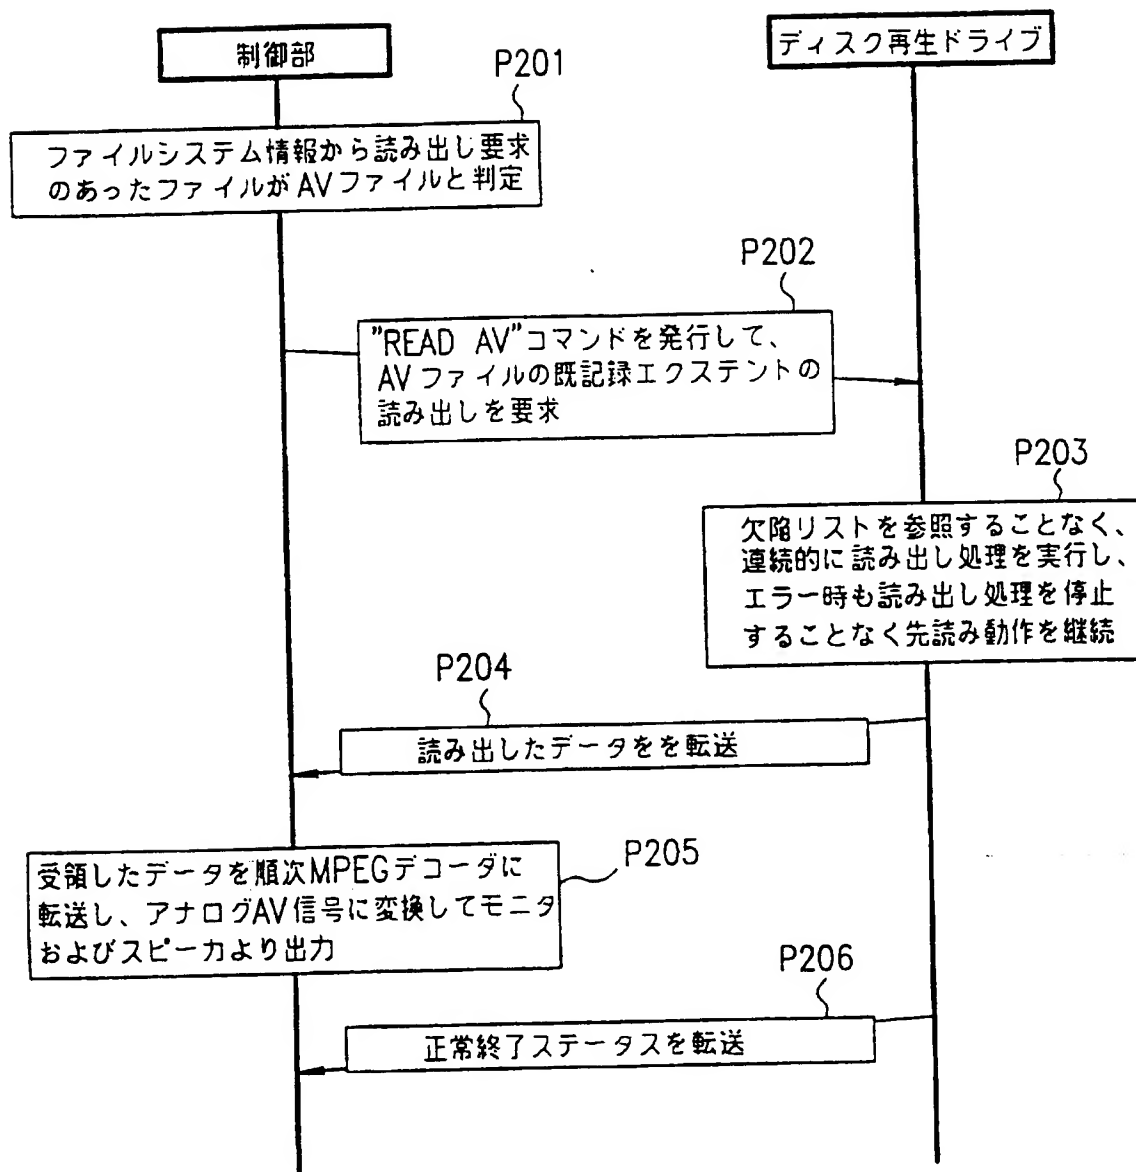 制御部
ディスク再生ドライブ
P201
ファイルシステム情報から読み出し要求
のあったファイルがAVファイルと判定
P202
"READ AV"コマンドを発行して、
AVファイルの既記録エクステントの
読み出しを要求
P203
欠陥リストを参照することなく、
連続的に読み出し処理を実行し、
エラー時も読み出し処理を停止
することなく先読み動作を継続
P204
読み出したデータをを転送
P205
受領したデータを順次MPEGデコーダに
転送し、アナログAV信号に変換してモニタ
およびスピーカより出力
P206
正常終了ステータスを転送